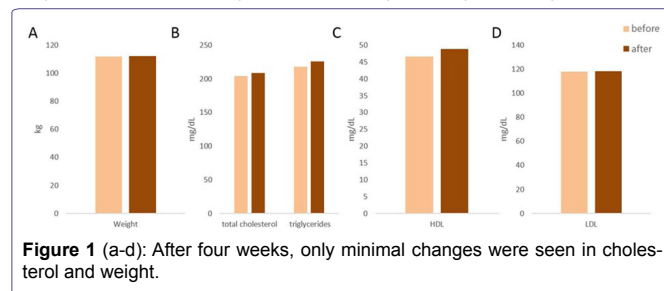 A
B
C
D
before
after
120
100
80
60
40
20
0
kg
Weight
250
200
150
100
50
0
mg/dL
total cholesterol
triglycerides
50
45
40
35
30
25
20
15
10
5
0
mg/dL
HDL
140
120
100
80
60
40
20
0
mg/dL
LDL
Figure 1 (a-d): After four weeks, only minimal changes were seen in choles-
terol and weight.